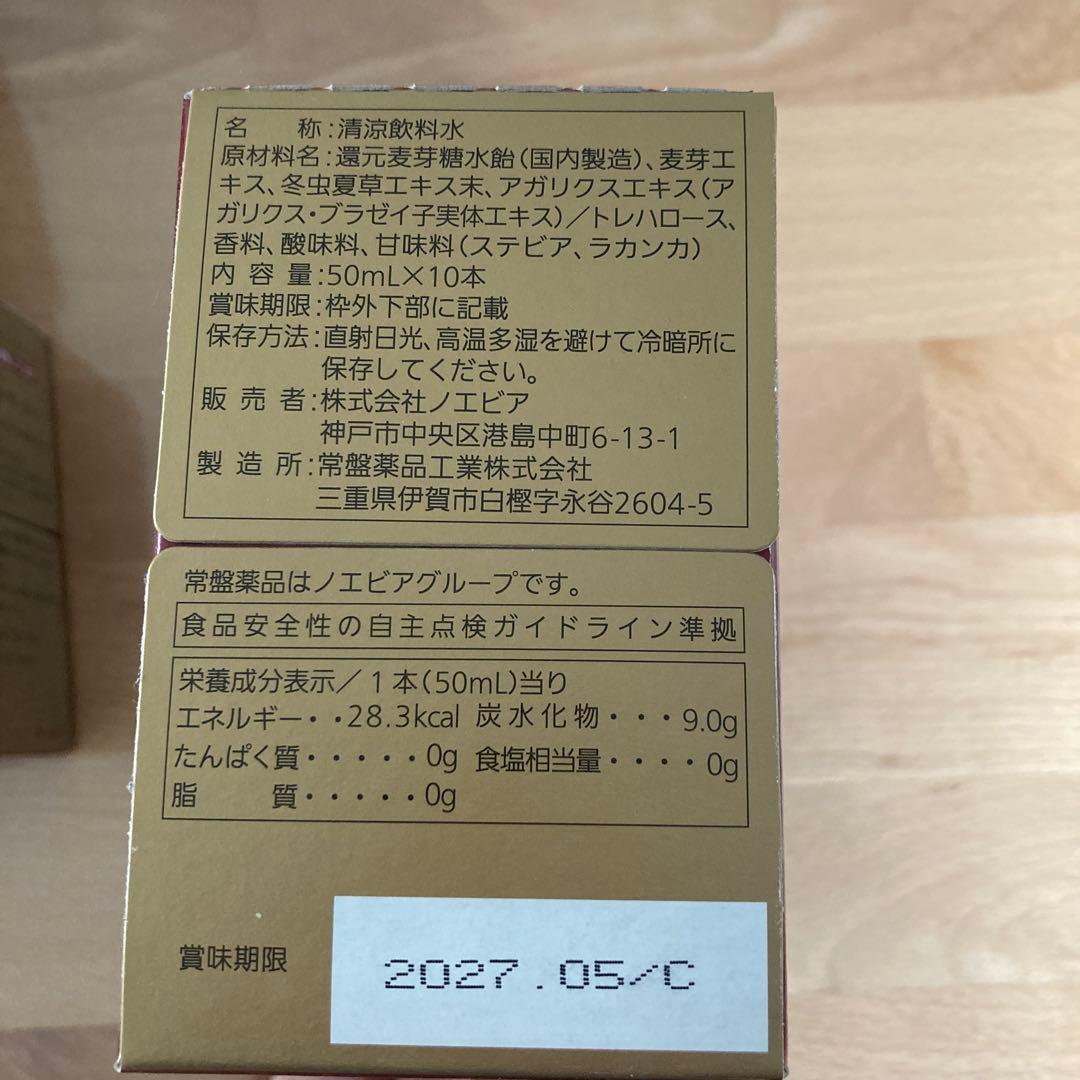 名　称:清涼飲料水
原材料名:還元麦芽糖水飴(国内製造)、麦芽エ
キス、冬虫夏草エキス末、アガリクスエキス(ア
ガリクス・ブラゼイ子実体エキス)/トレハロース、
香料、酸味料、甘味料(ステビア、ラカンカ)
内容量:50mL×10本
賞味期限:枠外下部に記載
保存方法:直射日光、高温多湿を避けて冷暗所に
保存してください。
販売者:株式会社ノエビア
神戸市中央区港島中町6-13-1
製造所:常盤薬品工業株式会社
三重県伊賀市白樫字永谷2604-5
常盤薬品はノエビアグループです。
食品安全性の自主点検ガイドライン準拠
栄養成分表示/1本(50mL)当り
エネルギー・・28.3kcal 炭水化物・・・9.0g
たんぱく質・・・・・0g 食塩相当量・・・・0g
脂　質・・・・・0g
賞味期限 2027.05/C